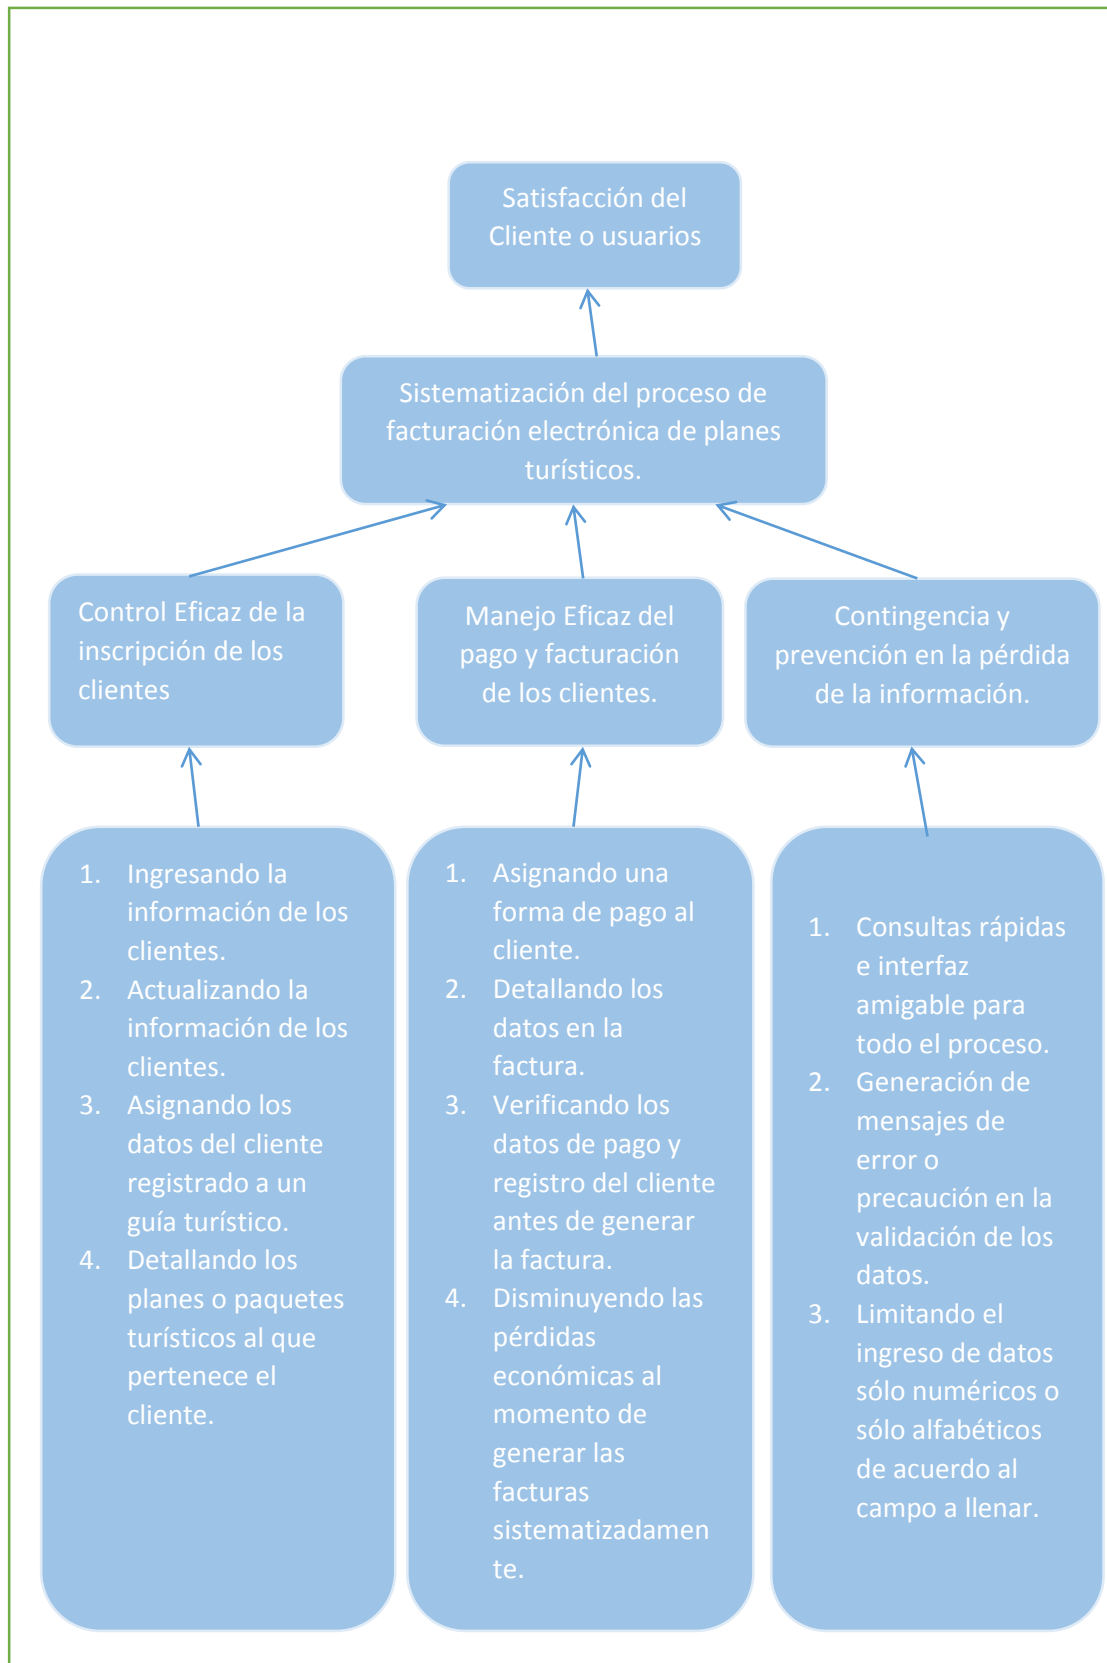 Satisfacción del
Cliente o usuarios
Sistematización del proceso de
facturación electrónica de planes
turísticos.
Control Eficaz de la
inscripción de los
clientes
Manejo Eficaz del
pago y facturación
de los clientes.
Contingencia y
prevención en la pérdida
de la información.
1. Ingresando la
información de los
clientes.
2. Actualizando la
información de los
clientes.
3. Asignando los
datos del cliente
registrado a un
guía turístico.
4. Detallando los
planes o paquetes
turísticos al que
pertenece el
cliente.
1. Asignando una
forma de pago al
cliente.
2. Detallando los
datos en la
factura.
3. Verificando los
datos de pago y
registro del cliente
antes de generar
la factura.
4. Disminuyendo las
pérdidas
económicas al
momento de
generar las
facturas
sistematizadamen
te.
1. Consultas rápidas
e interfaz
amigable para
todo el proceso.
2. Generación de
mensajes de
error o
precaución en la
validación de los
datos.
3. Limitando el
ingreso de datos
sólo numéricos o
sólo alfabéticos
de acuerdo al
campo a llenar.